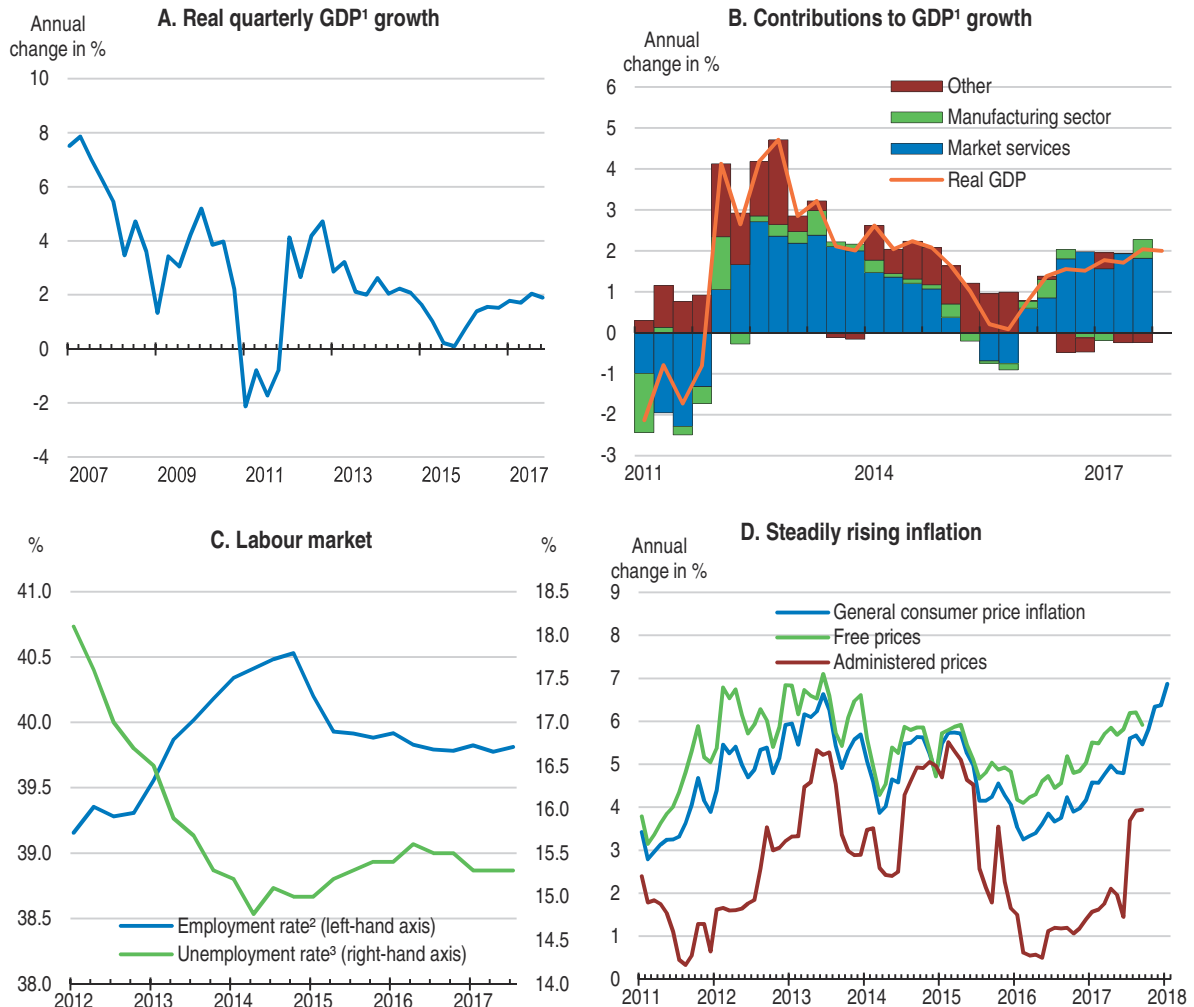 A. Real quarterly GDP¹ growth
Annual
change in %
10
8
6
4
2
0
-2
-4
2007 2009 2011 2013 2015 2017
B. Contributions to GDP¹ growth
Annual
change in %
6
5
4
3
2
1
0
-1
-2
-3
Other
Manufacturing sector
Market services
Real GDP
2011 2014 2017
C. Labour market
%
%
41.0
40.5
40.0
39.5
39.0
38.5
38.0
18.5
18.0
17.5
17.0
16.5
16.0
15.5
15.0
14.5
14.0
Employment rate² (left-hand axis)
Unemployment rate³ (right-hand axis)
2012 2013 2014 2015 2016 2017
D. Steadily rising inflation
Annual
change in %
9
8
7
6
5
4
3
2
1
0
General consumer price inflation
Free prices
Administered prices
2011 2012 2013 2014 2015 2016 2017 2018